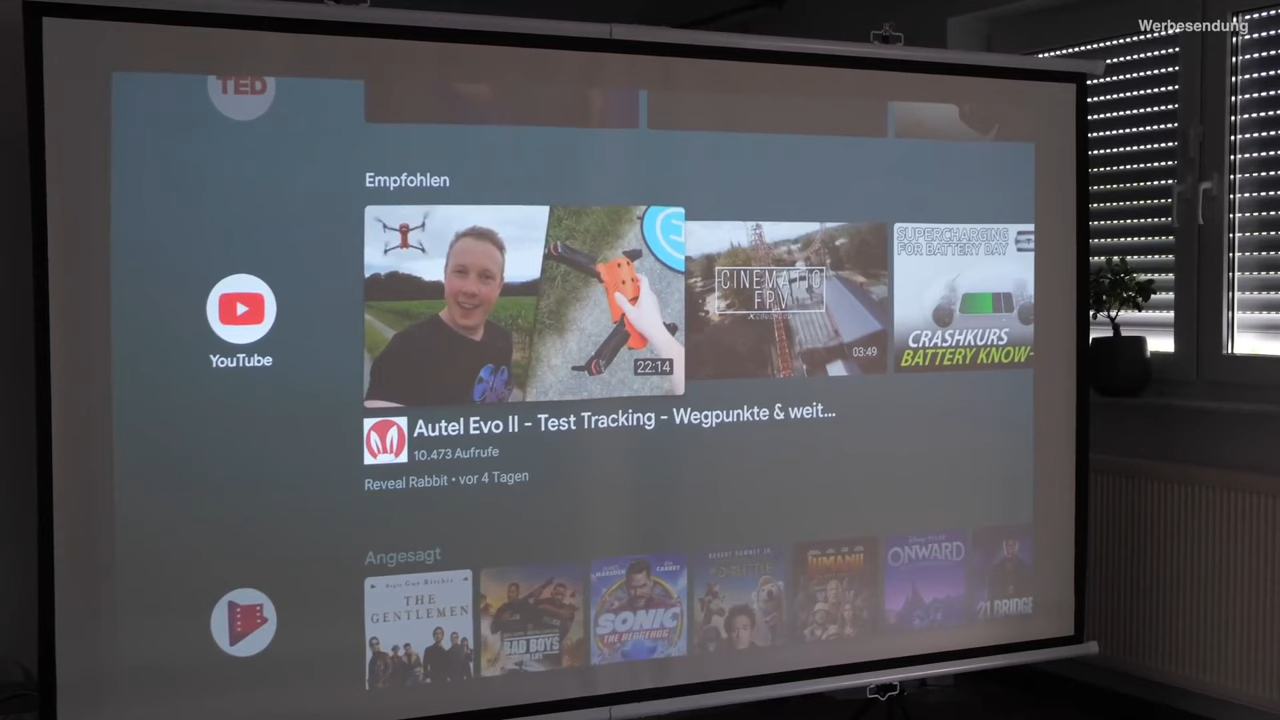 Werbesendung
TED
Empfohlen
22:14
CINEMATIC
FPV
03:49
SUPERCHARGING
FOR BATTERY DAY
CRASHKURS
BATTERY KNOW-
YouTube
Autel Evo II - Test Tracking - Wegpunkte & weit...
10.473 Aufrufe
Reveal Rabbit • vor 4 Tagen
Angesagt
THE
GENTLEMEN
BAD BOYS
SONIC
THE HEDGEHOG
JUMANJI
ONWARD
21 BRIDGE